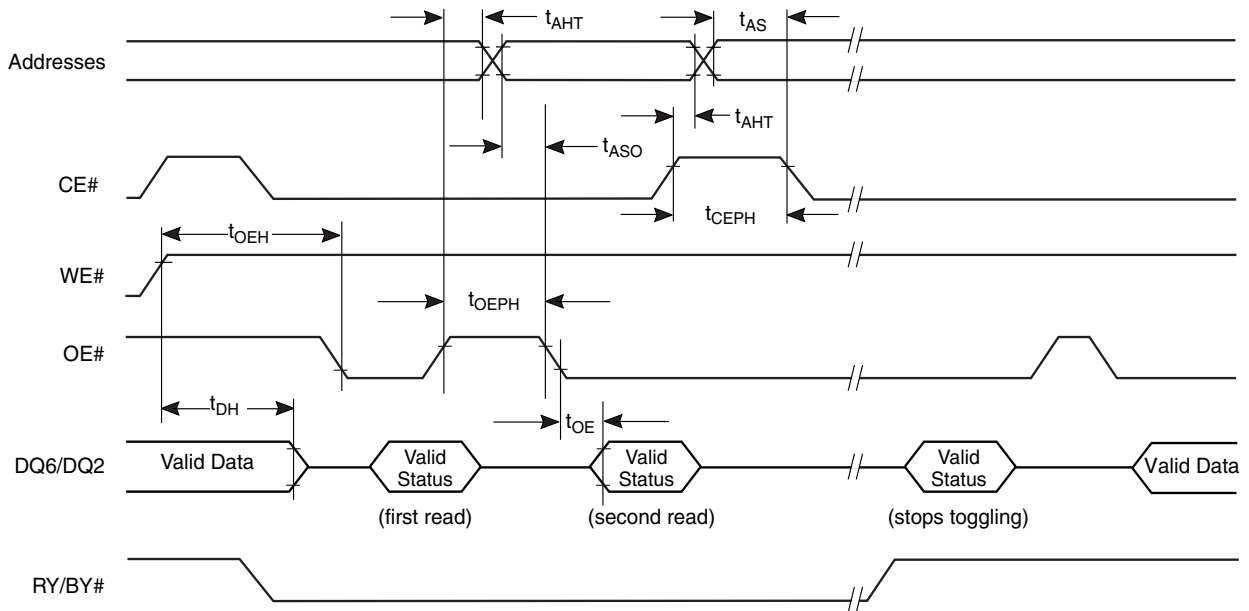 tAHT
tAS
Addresses
tAHT
tASO
CE#
tCEPH
tOEH
WE#
tOEPH
OE#
tDH
tOE
DQ6/DQ2
Valid Data
Valid
Status
Valid
Status
Valid
Status
Valid Data
(first read)
(second read)
(stops toggling)
RY/BY#